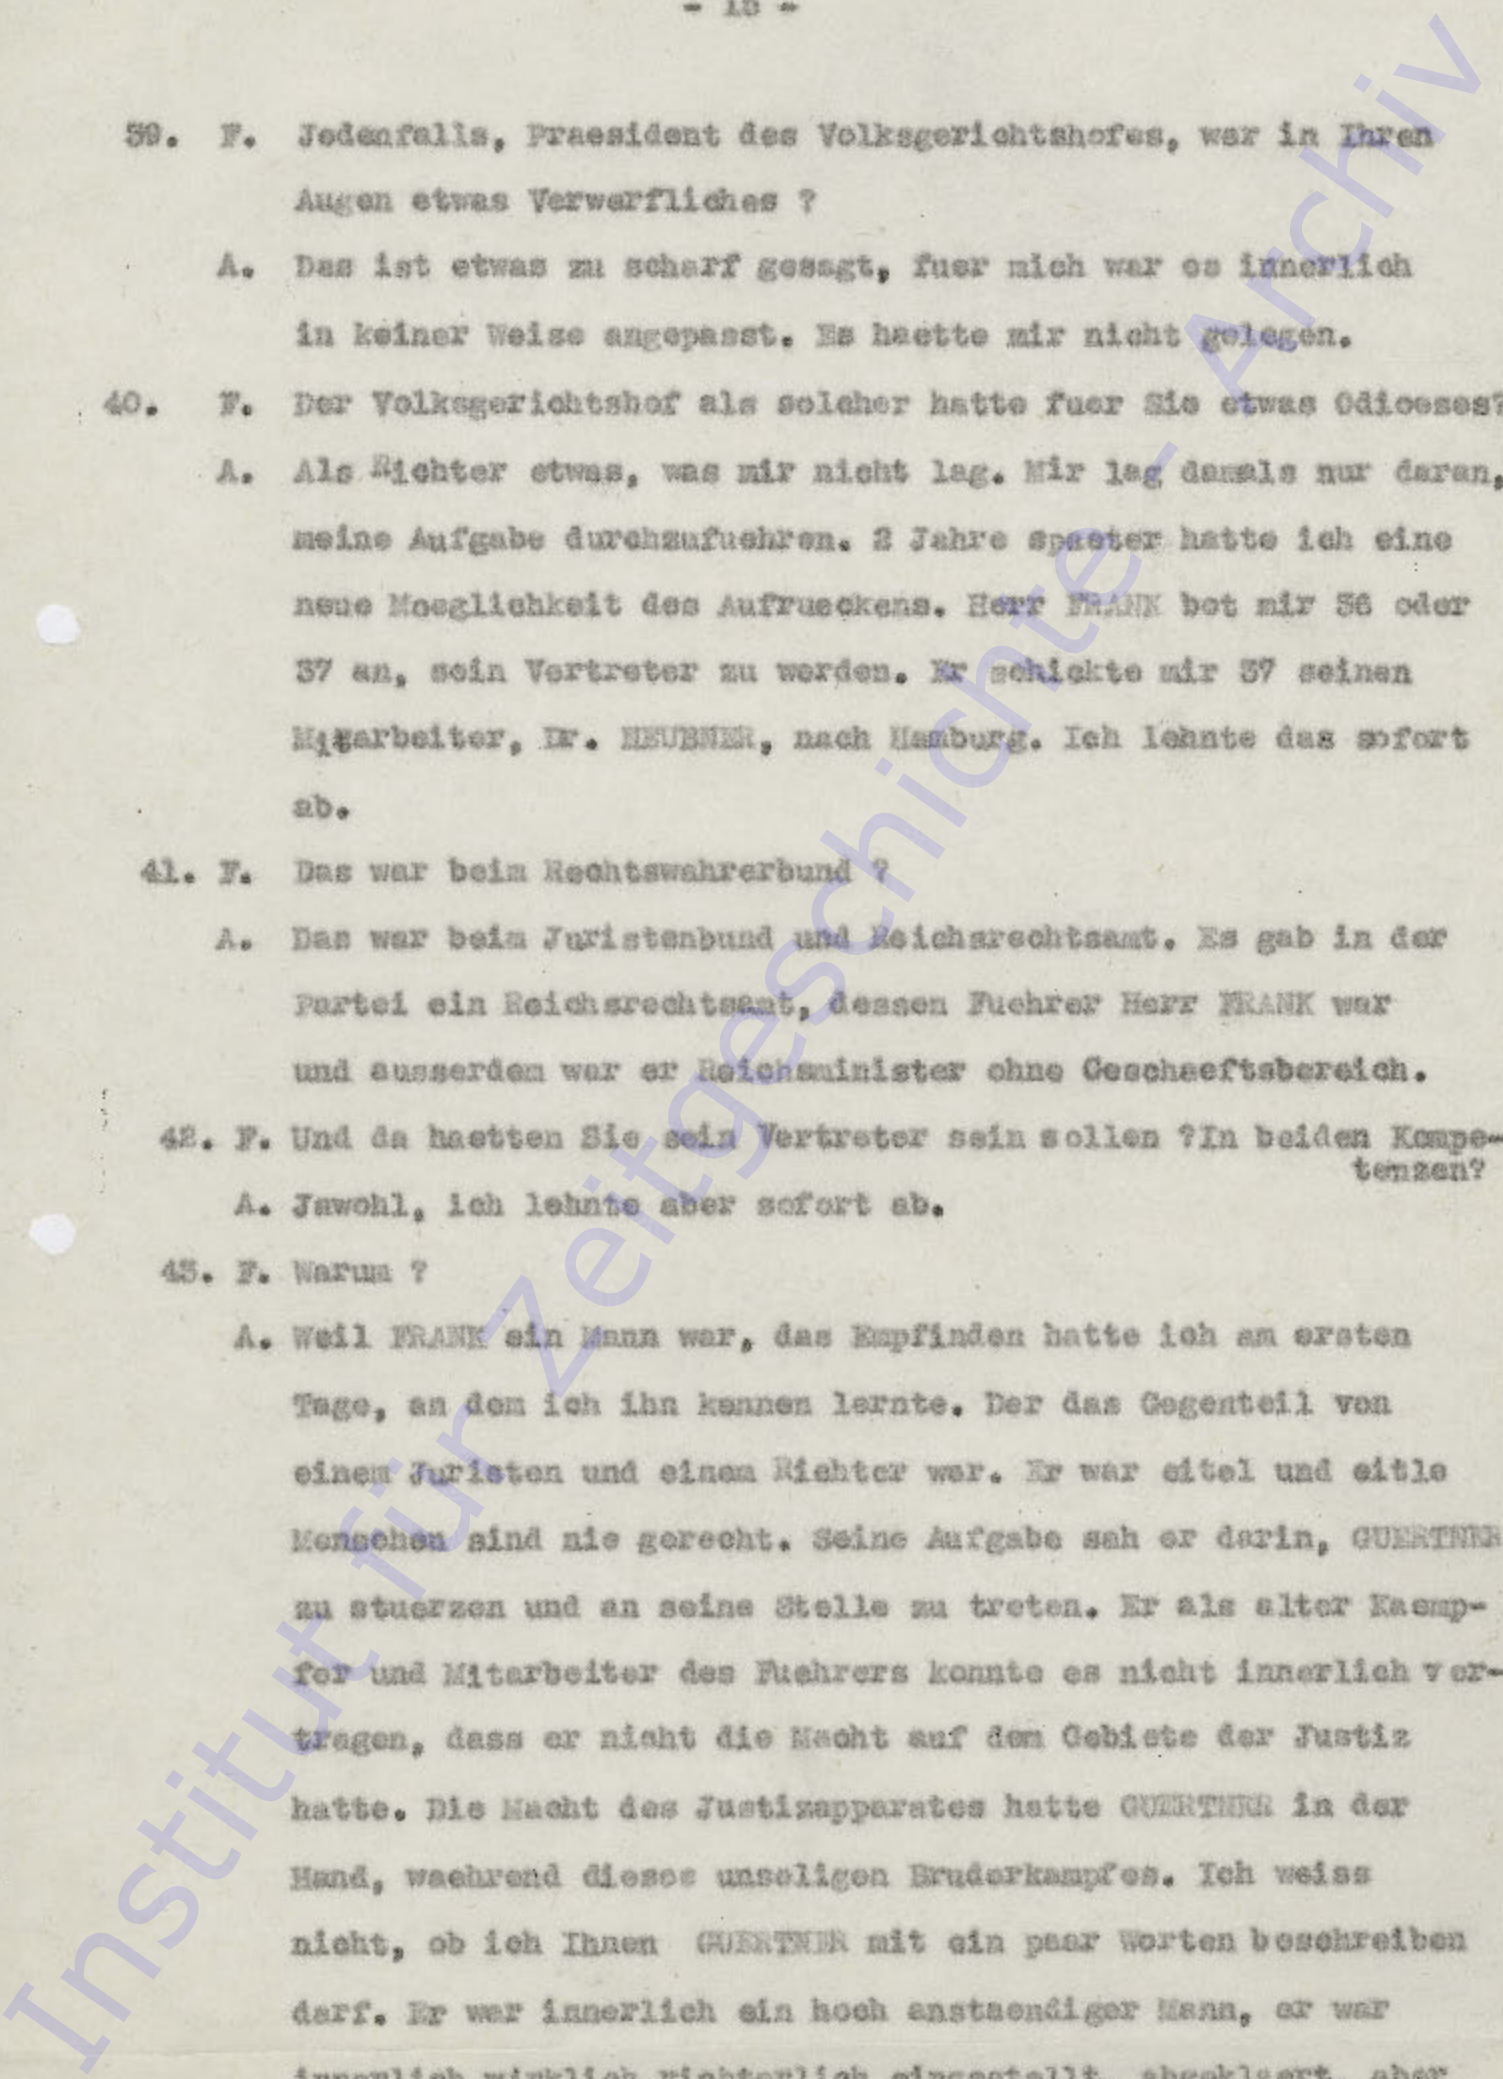 39. F. Jedenfalls, Praesident des Volksgerichtshofes, war in Ihren
Augen etwas Verwerfliches ?
A. Das ist etwas zu scharf gesagt, fuer mich war es innerlich
in keiner Weise angepasst. Es haette mir nicht gelegen.
40. F. Der Volksgerichtshof als solcher hatte fuer Sie etwas Odioeses?
A. Als Richter etwas, was mir nicht lag. Mir lag damals nur daran,
meine Aufgabe durchzufuehren. 2 Jahre spaeter hatte ich eine
neue Moeglichkeit des Aufrueckens. Herr FRANK bot mir 36 oder
37 an, sein Vertreter zu werden. Er schickte mir 37 seinen
Mitarbeiter, Dr. HEUBNER, nach Hamburg. Ich lehnte das sofort
ab.
41. F. Das war beim Rechtswahrerbund ?
A. Das war beim Juristenbund und Reichsrechtsamt. Es gab in der
Partei ein Reichsrechtsamt, dessen Fuehrer Herr FRANK war
und ausserdem war er Reichsminister ohne Geschaeftsbereich.
42. F. Und da haetten Sie sein Vertreter sein sollen ?In beiden Kompe-
tenzen?
A. Jawohl, ich lehnte aber sofort ab.
43. F. Warum ?
A. Weil FRANK ein Mann war, das Empfinden hatte ich am ersten
Tage, an dem ich ihn kennen lernte. Der das Gegenteil von
einem Juristen und einem Richter war. Er war eitel und eitle
Menschen sind nie gerecht. Seine Aufgabe sah er darin, GUERTNER
zu stuerzen und an seine Stelle zu treten. Er als alter Kaemp-
fer und Mitarbeiter des Fuehrers konnte es nicht innerlich ver-
tragen, dass er nicht die Macht auf dem Gebiete der Justiz
hatte. Die Macht des Justizapparates hatte GUERTNER in der
Hand, waehrend dieses unseligen Bruderkampfes. Ich weiss
nicht, ob ich Ihnen GUERTNER mit ein paar Worten beschreiben
darf. Er war innerlich ein hoch anstaendiger Mann, er war
innerlich wirklich richterlich eingestellt, abgeklaert, aber
Institut für Zeitgeschichte - Archiv